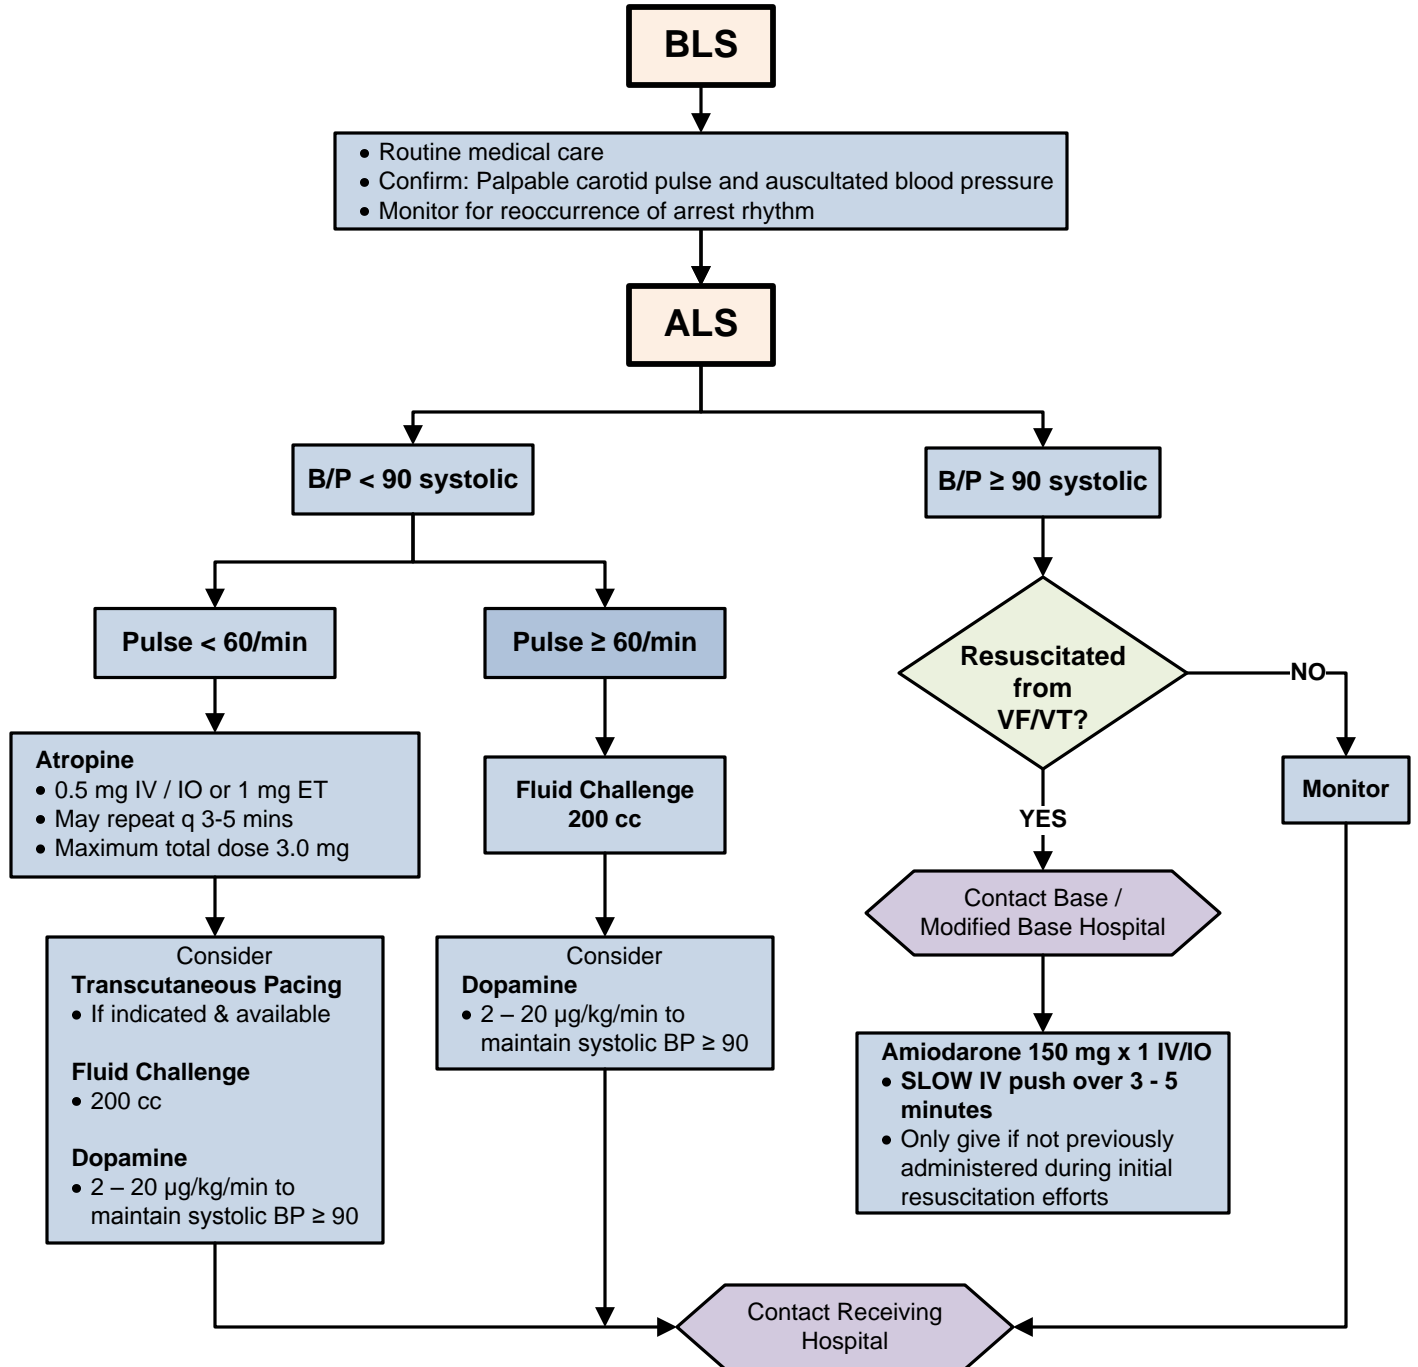 BLS
• Routine medical care
• Confirm: Palpable carotid pulse and auscultated blood pressure
• Monitor for reoccurrence of arrest rhythm
ALS
B/P < 90 systolic
B/P ≥ 90 systolic
Pulse < 60/min
Pulse ≥ 60/min
Resuscitated
from
VF/VT?
NO
YES
Monitor
Atropine
• 0.5 mg IV / IO or 1 mg ET
• May repeat q 3-5 mins
• Maximum total dose 3.0 mg
Fluid Challenge
200 cc
Contact Base /
Modified Base Hospital
Consider
Transcutaneous Pacing
• If indicated & available
Fluid Challenge
• 200 cc
Dopamine
• 2 – 20 µg/kg/min to
maintain systolic BP ≥ 90
Consider
Dopamine
• 2 – 20 µg/kg/min to
maintain systolic BP ≥ 90
Amiodarone 150 mg x 1 IV/IO
• SLOW IV push over 3 - 5
minutes
• Only give if not previously
administered during initial
resuscitation efforts
Contact Receiving
Hospital